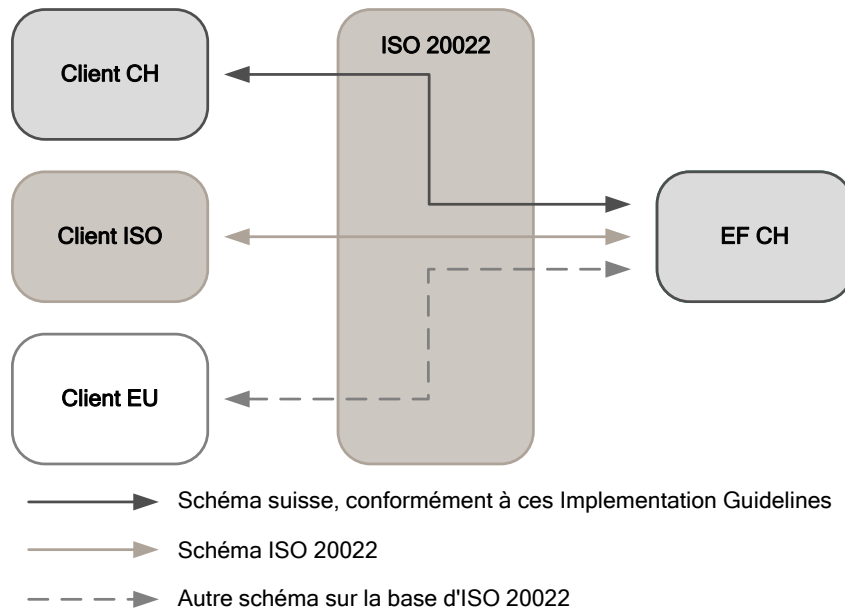 ISO 20022
Client CH
Client ISO
EF CH
Client EU
Schéma suisse, conformément à ces Implementation Guidelines
Schéma ISO 20022
Autre schéma sur la base d'ISO 20022